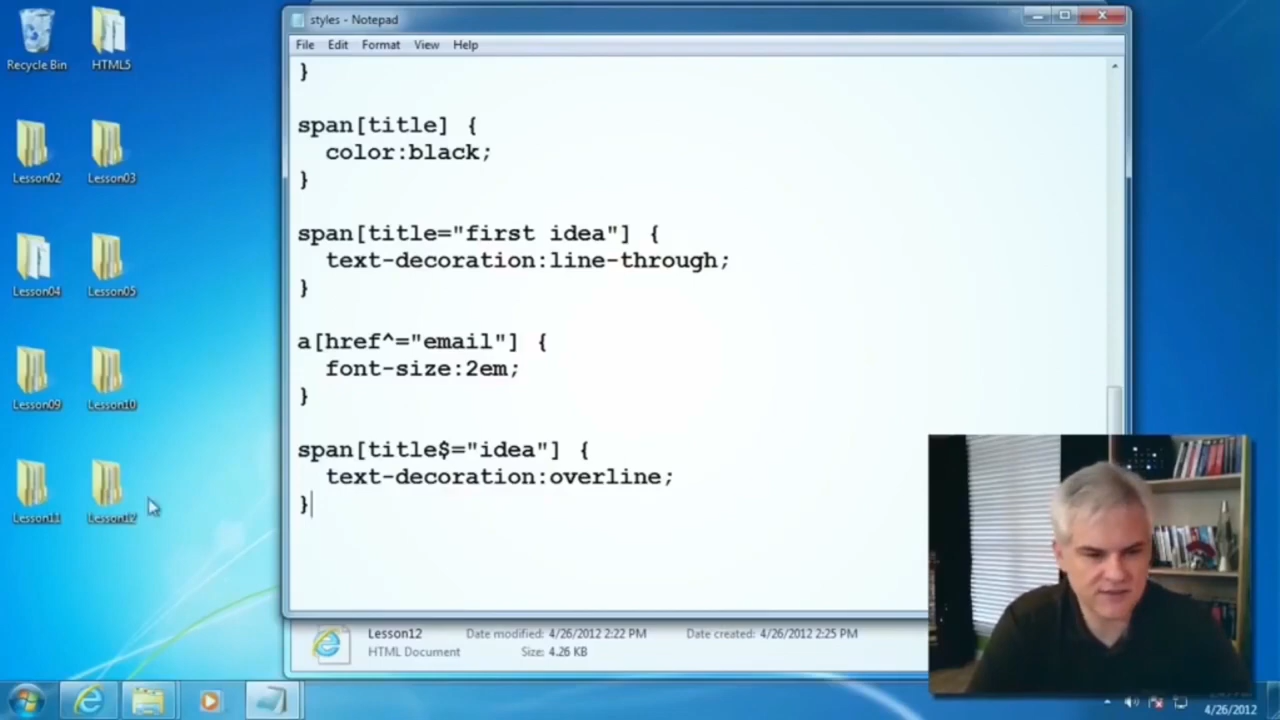 styles - Notepad
File Edit Format View Help
}
span[title] {
color:black;
}
span[title="first idea"] {
text-decoration:line-through;
}
a[href^="email"] {
font-size:2em;
}
span[title$="idea"] {
text-decoration:overline;
}
Recycle Bin HTML5
Lesson02 Lesson03
Lesson04 Lesson05
Lesson09 Lesson10
Lesson11 Lesson12
Lesson12 Date modified: 4/26/2012 2:22 PM Date created: 4/26/2012 2:25 PM
HTML Document Size: 4.26 KB
4/26/2012